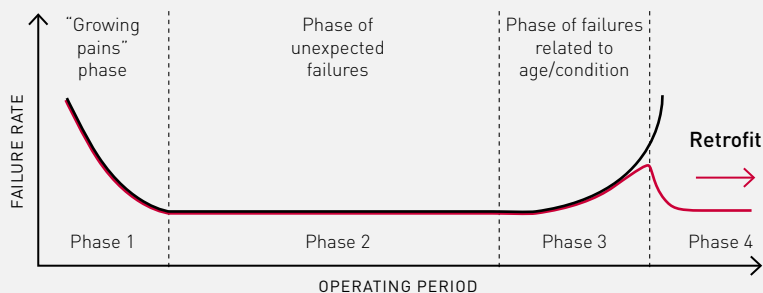 “Growing
pains”
phase
Phase of
unexpected
failures
Phase of failures
related to
age/condition
FAILURE RATE
Retrofit
Phase 1
Phase 2
Phase 3
Phase 4
OPERATING PERIOD